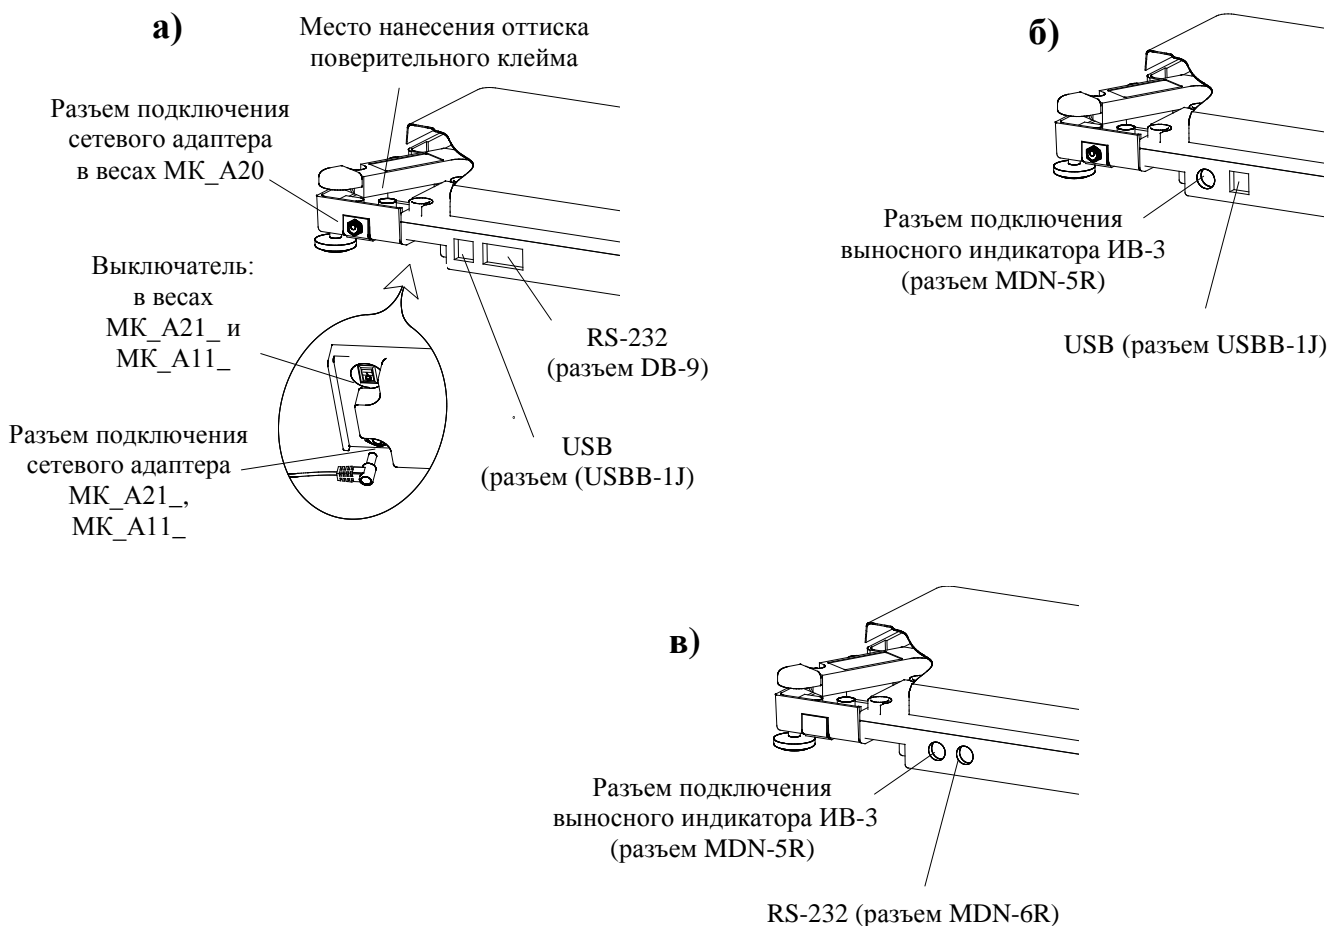 а)
Место нанесения оттиска
поверительного клейма
Разъем подключения
сетевого адаптера
в весах МК_А20
Выключатель:
в весах
МК_А21_ и
МК_А11_
Разъем подключения
сетевого адаптера
МК_А21_,
МК_А11_
RS-232
(разъем DB-9)
USB
(разъем (USBB-1J)
б)
Разъем подключения
выносного индикатора ИВ-3
(разъем MDN-5R)
USB (разъем USBB-1J)
в)
Разъем подключения
выносного индикатора ИВ-3
(разъем MDN-5R)
RS-232 (разъем MDN-6R)